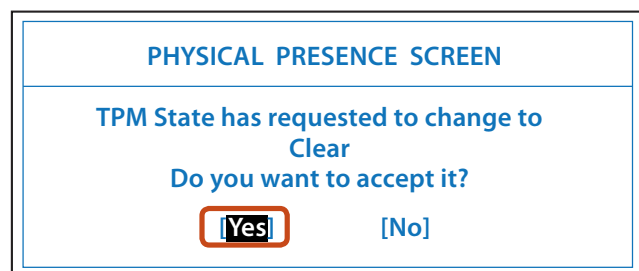 PHYSICAL PRESENCE SCREEN
TPM State has requested to change to
Clear
Do you want to accept it?
[Yes] [No]